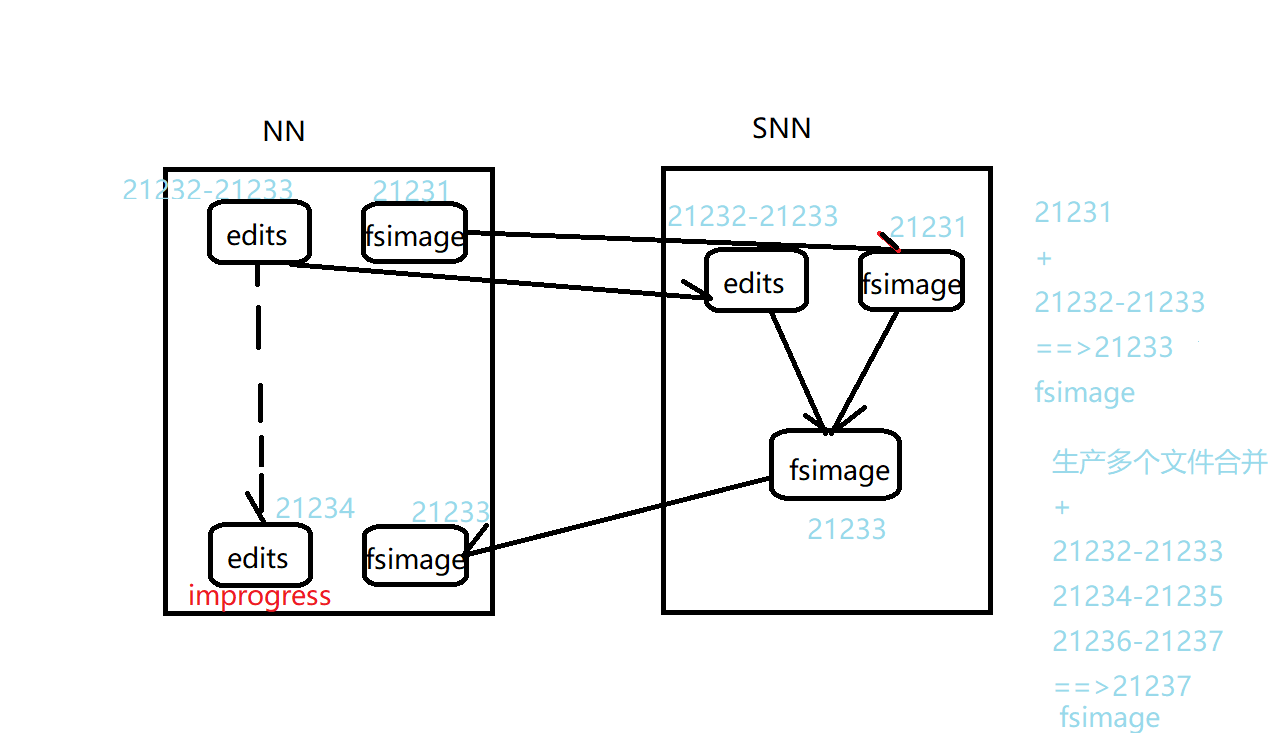 NN
SNN
21232-21233
21231
edits
fsimage
21232-21233
21231
edits
fsimage
21234
21233
edits
fsimage
improgress
fsimage
21233
21231
+
21232-21233
==>21233
fsimage
生产多个文件合并
+
21232-21233
21234-21235
21236-21237
==>21237
fsimage